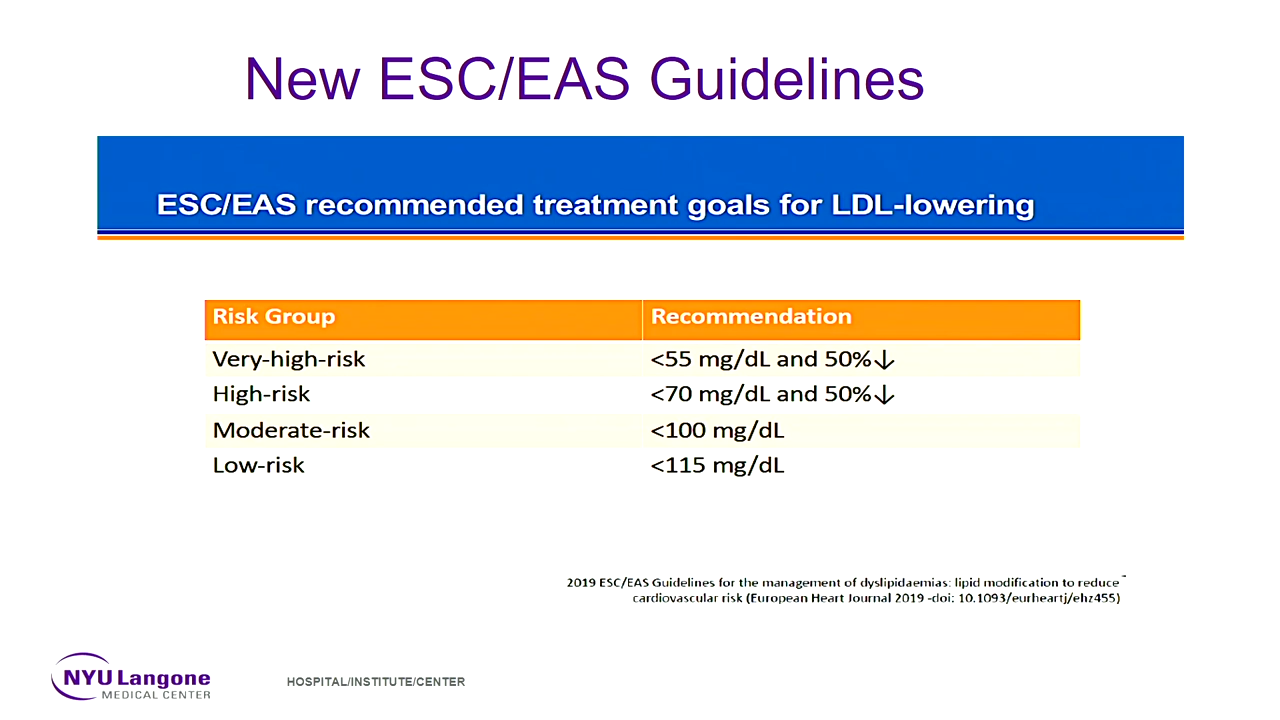 New ESC/EAS Guidelines
ESC/EAS recommended treatment goals for LDL-lowering
Risk Group Recommendation
Very-high-risk <55 mg/dL and 50%↓
High-risk <70 mg/dL and 50%↓
Moderate-risk <100 mg/dL
Low-risk <115 mg/dL
2019 ESC/EAS Guidelines for the management of dyslipidaemias: lipid modification to reduce
cardiovascular risk (European Heart Journal 2019 -doi: 10.1093/eurheartj/ehz455)
NYU Langone
MEDICAL CENTER
HOSPITAL/INSTITUTE/CENTER